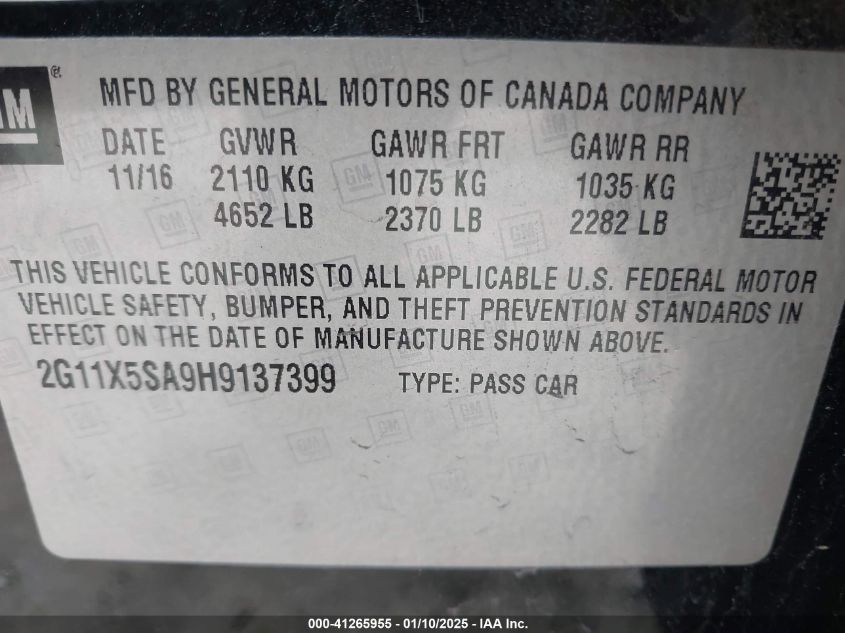 GM
®
MFD BY GENERAL MOTORS OF CANADA COMPANY
DATE GVWR GAWR FRT GAWR RR
11/16 2110 KG 1075 KG 1035 KG
4652 LB 2370 LB 2282 LB
THIS VEHICLE CONFORMS TO ALL APPLICABLE U.S. FEDERAL MOTOR
VEHICLE SAFETY, BUMPER, AND THEFT PREVENTION STANDARDS IN
EFFECT ON THE DATE OF MANUFACTURE SHOWN ABOVE.
2G11X5SA9H9137399 TYPE: PASS CAR
000-41265955 - 01/10/2025 - IAA Inc.